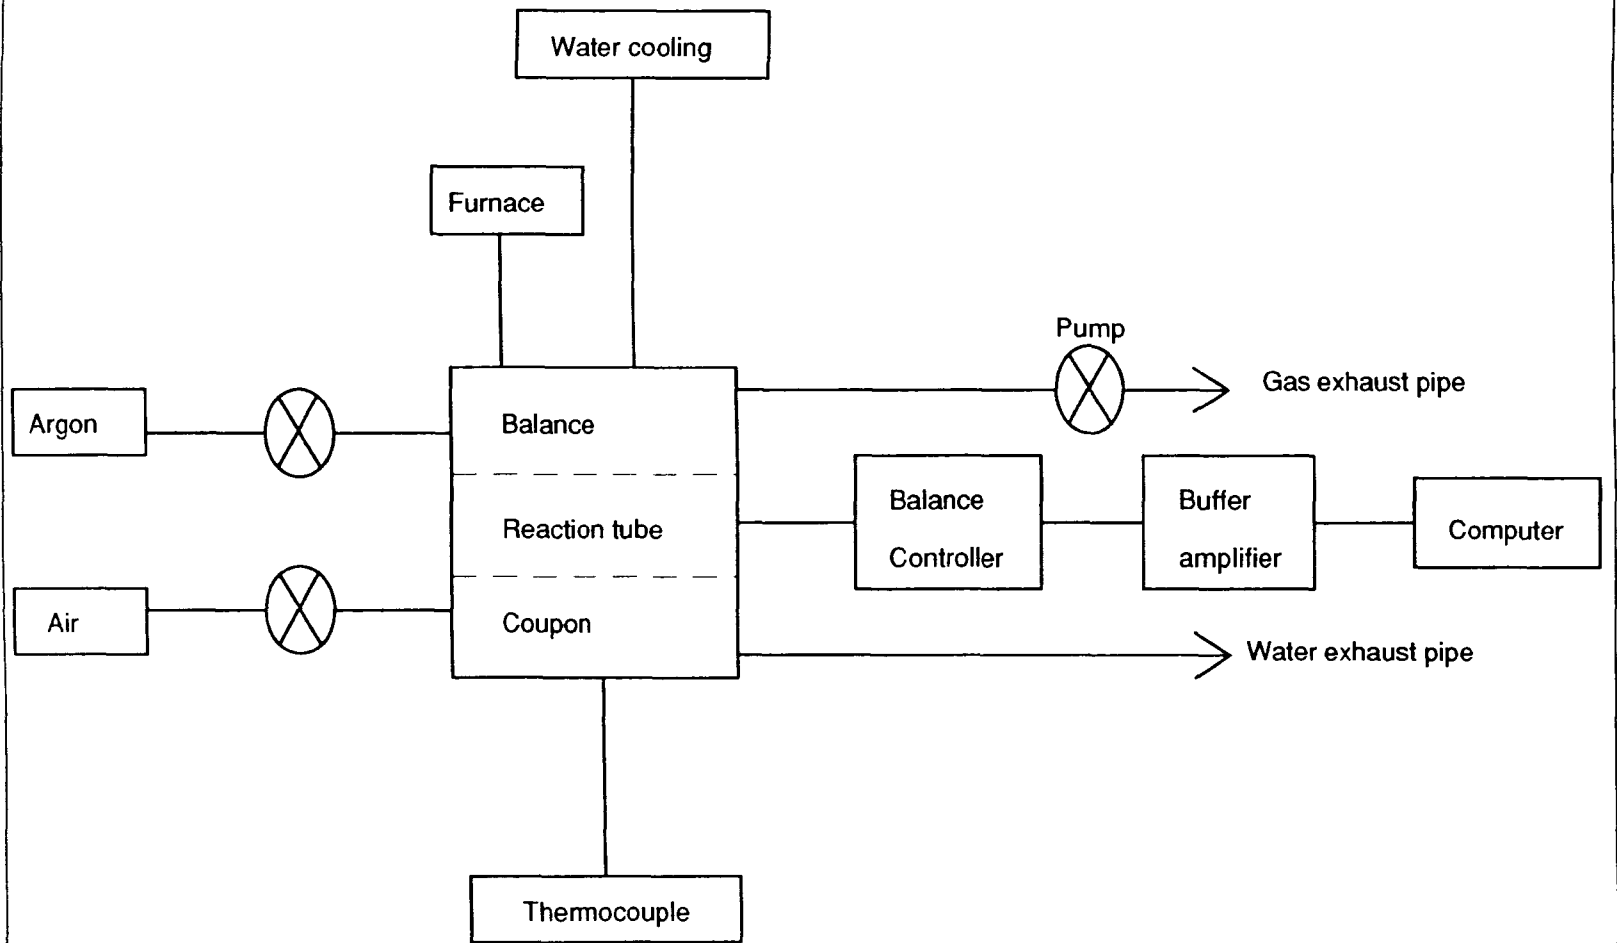 Water cooling
Furnace
Pump
Gas exhaust pipe
Argon
Balance
Balance
Controller
Buffer
amplifier
Computer
Reaction tube
Air
Coupon
Water exhaust pipe
Thermocouple